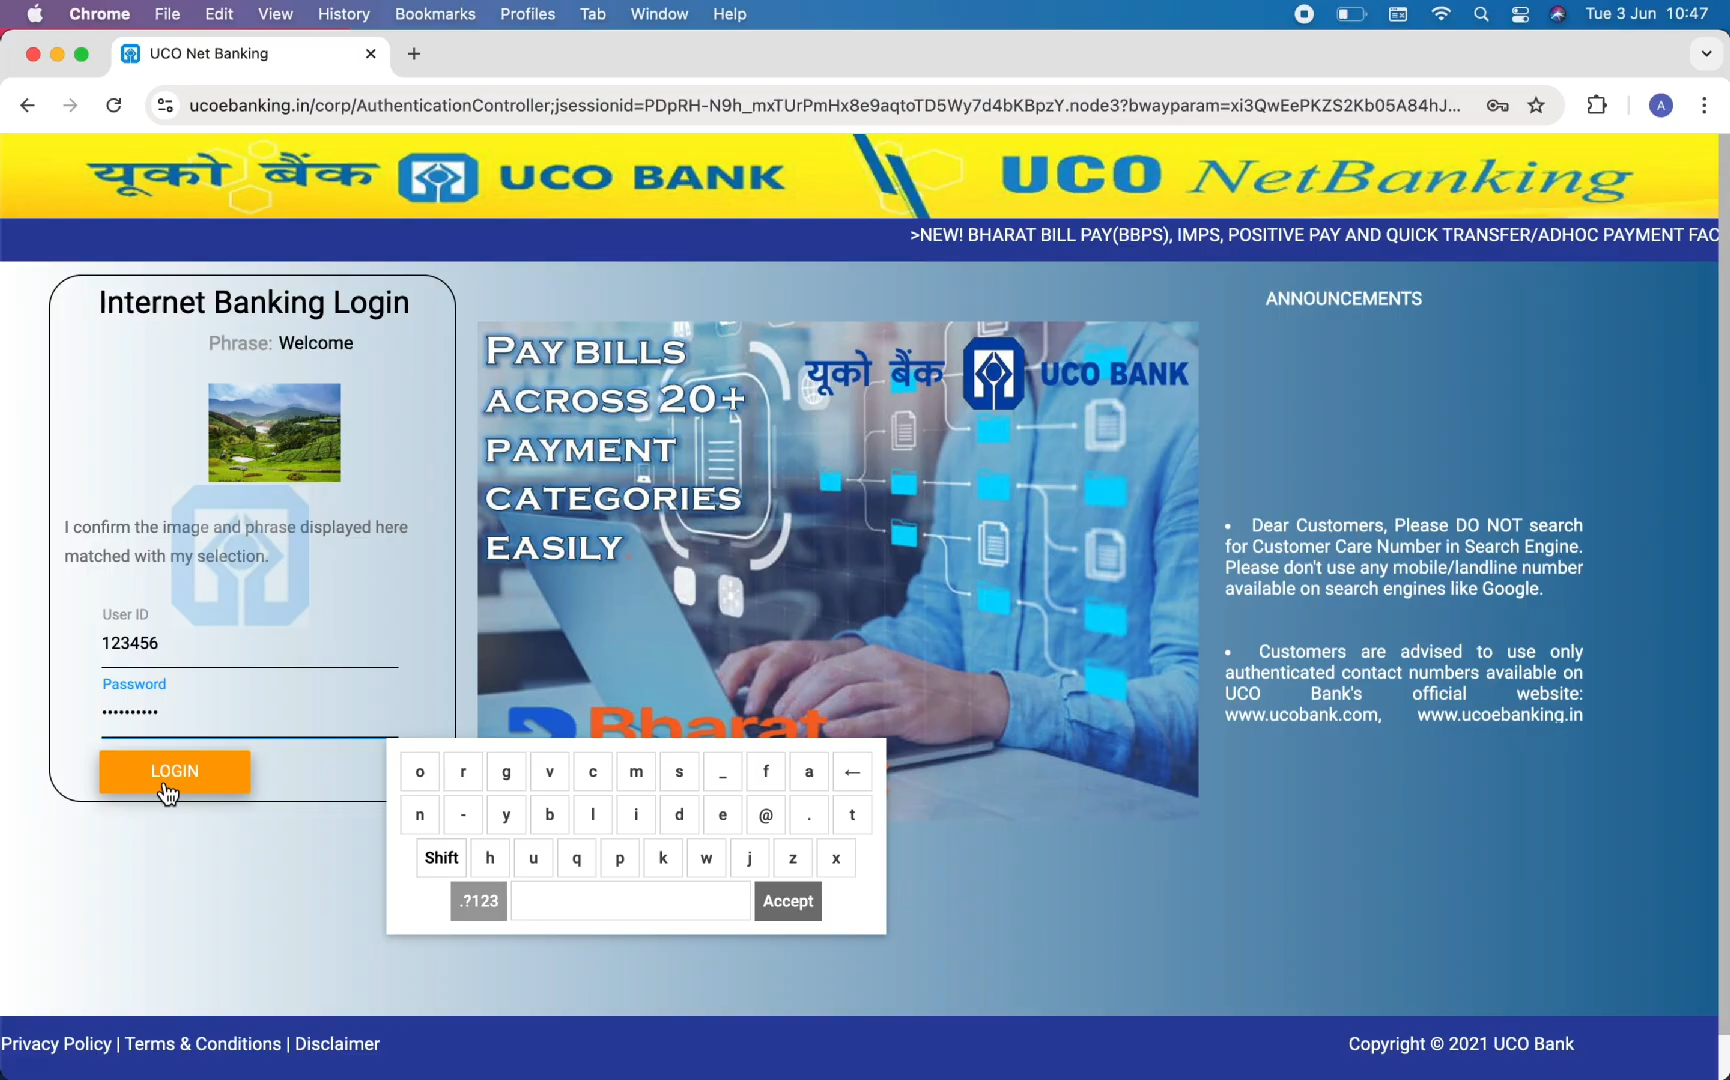 Chrome File Edit View History Bookmarks Profiles Tab Window Help Tue 3 Jun 10:47
UCO Net Banking
ucoebanking.in/corp/AuthenticationController;jsessionid=PDpRH-N9h_mxTUrPmHx8e9aqtoTD5Wy7d4bKBpzY.node3?bwayparam=xi3QwEePKZS2Kb05A84hJ...
A
यूको बैंक UCO BANK UCO NetBanking
>NEW! BHARAT BILL PAY(BBPS), IMPS, POSITIVE PAY AND QUICK TRANSFER/ADHOC PAYMENT FAC
Internet Banking Login
Phrase: Welcome
I confirm the image and phrase displayed here
matched with my selection.
User ID
123456
Password
••••••••••
LOGIN
PAY BILLS
ACROSS 20+
PAYMENT
CATEGORIES
EASILY
यूको बैंक UCO BANK
Bharat
o r g v c m s _ f a ←
n - y b l i d e @ . t
Shift h u q p k w j z x
.?123 Accept
ANNOUNCEMENTS
• Dear Customers, Please DO NOT search
for Customer Care Number in Search Engine.
Please don't use any mobile/landline number
available on search engines like Google.
• Customers are advised to use only
authenticated contact numbers available on
UCO Bank's official website:
www.ucobank.com, www.ucoebanking.in
Privacy Policy | Terms & Conditions | Disclaimer
Copyright © 2021 UCO Bank